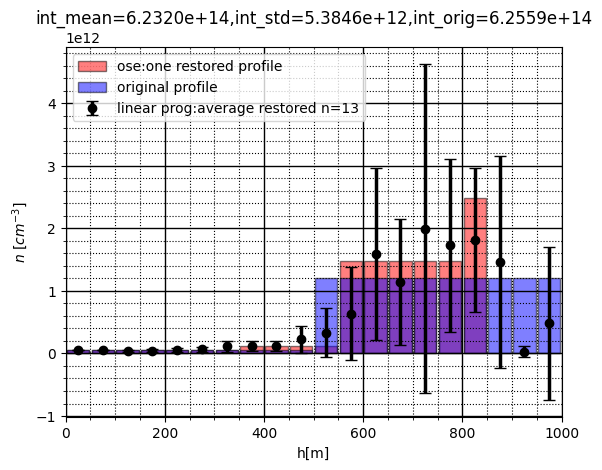 int_mean=6.2320e+14,int_std=5.3846e+12,int_orig=6.2559e+14
1e12
ose:one restored profile
original profile
linear prog:average restored n=13
4
3
2
1
0
−1
n [cm⁻³]
0 200 400 600 800 1000
h[m]